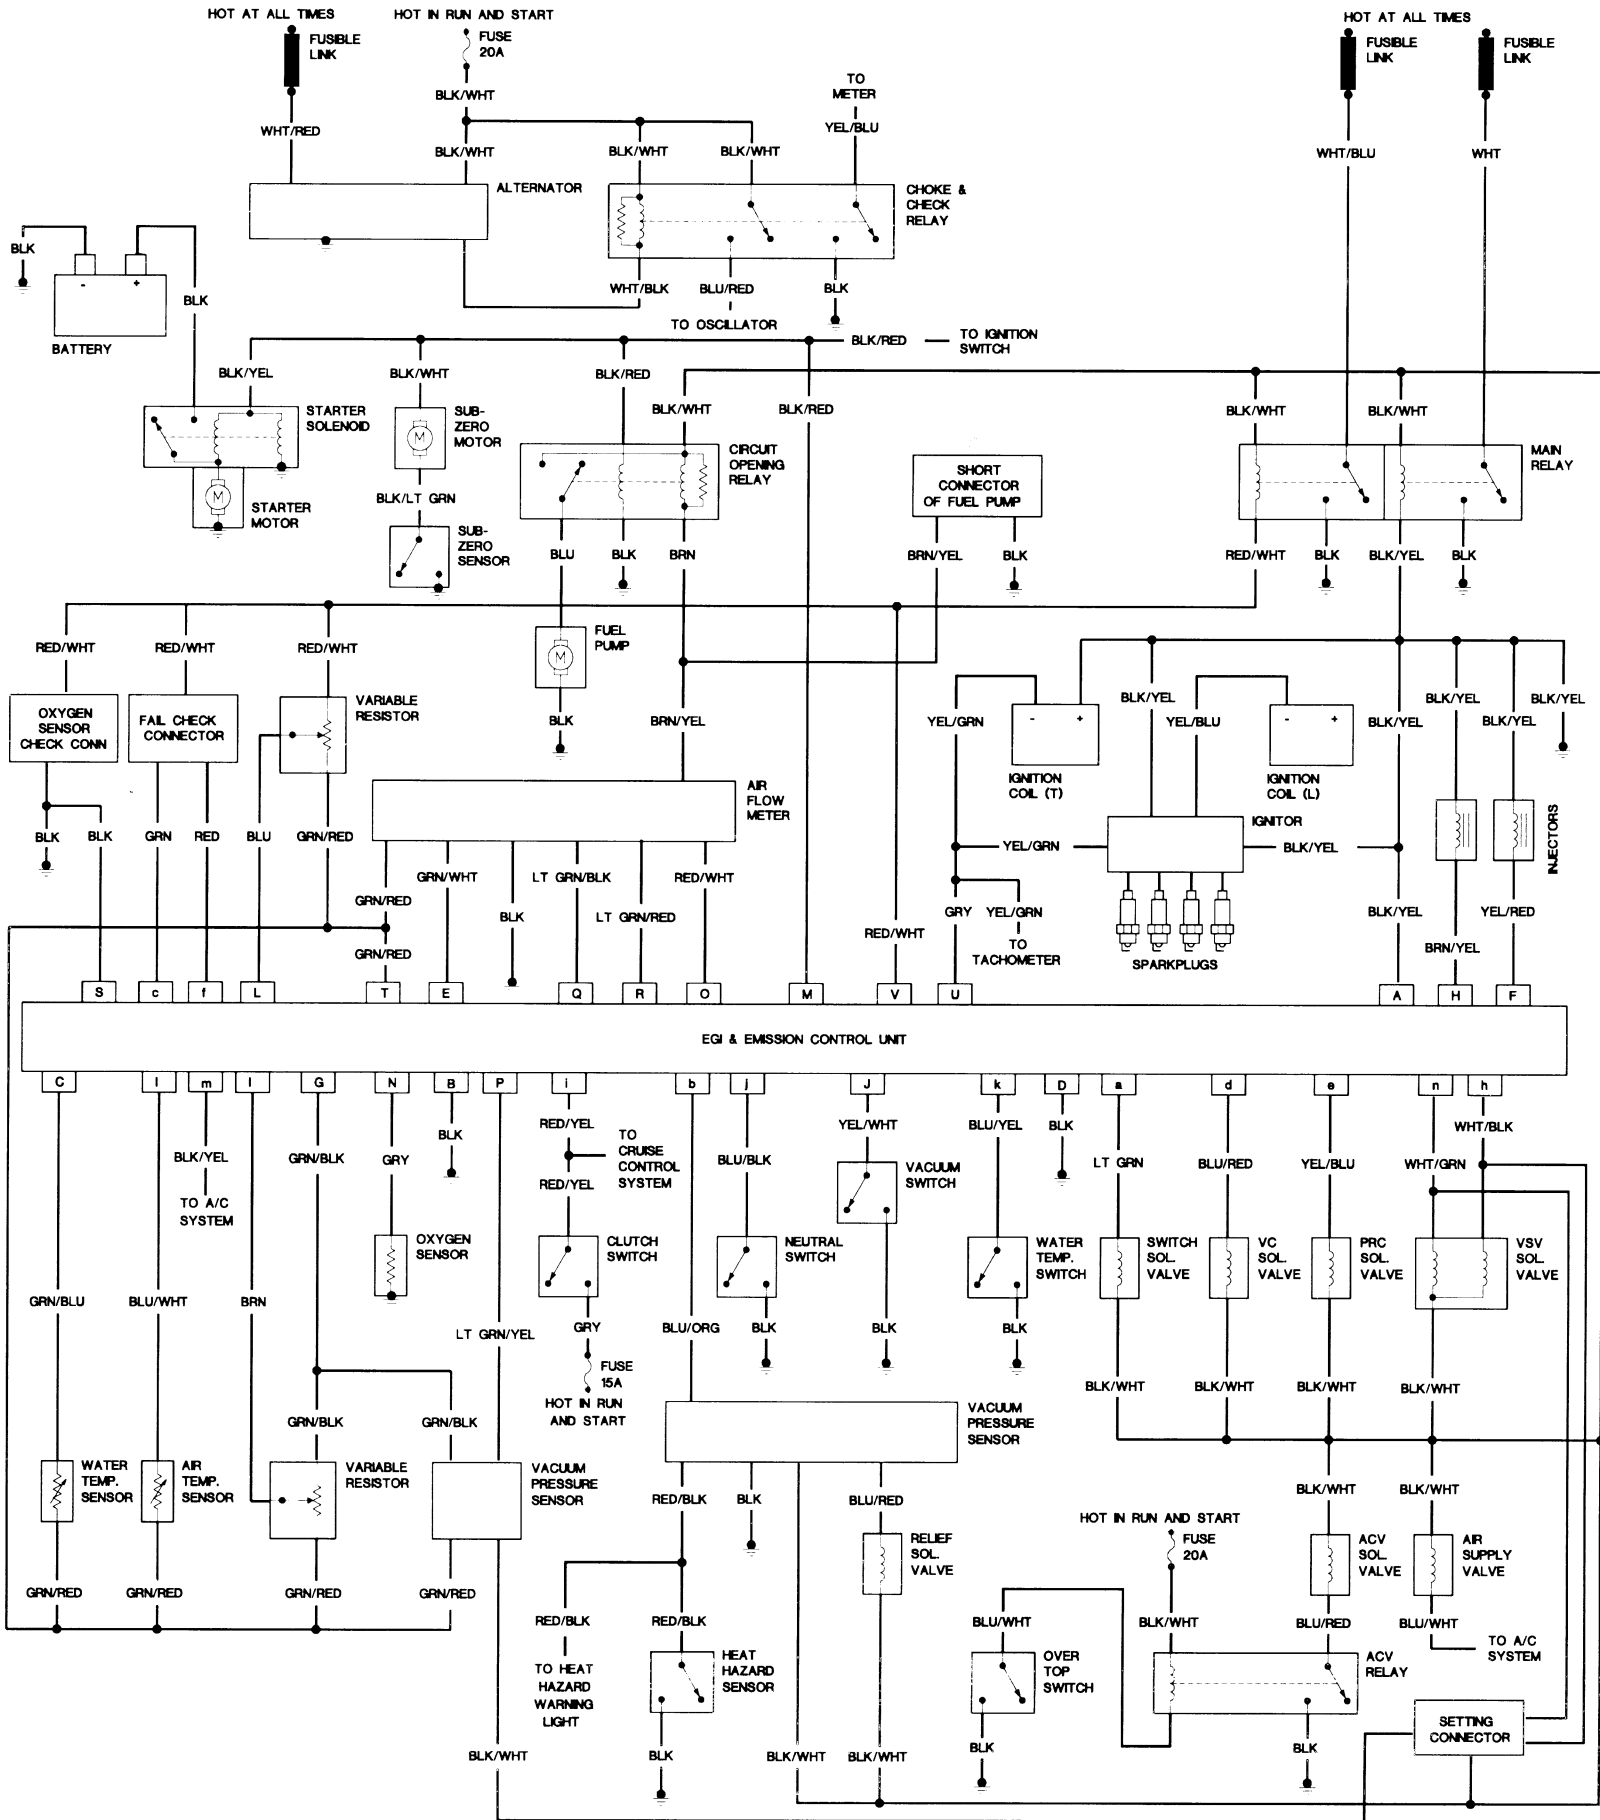 HOT AT ALL TIMES
HOT IN RUN AND START
HOT AT ALL TIMES
FUSIBLE
LINK
FUSE
20A
FUSIBLE
LINK
FUSIBLE
LINK
BLK/WHT
TO
METER
WHT/RED
YEL/BLU
BLK/WHT
BLK/WHT
BLK/WHT
WHT/BLU
WHT
ALTERNATOR
CHOKE &
CHECK
RELAY
BLK
- +
BLK
WHT/BLK
BLU/RED
BLK
TO OSCILLATOR
BATTERY
BLK/RED
TO IGNITION
SWITCH
BLK/YEL
BLK/WHT
BLK/RED
BLK/WHT
BLK/RED
BLK/WHT
BLK/WHT
STARTER
SOLENOID
SUB-
ZERO
MOTOR
M
CIRCUIT
OPENING
RELAY
SHORT
CONNECTOR
OF FUEL PUMP
MAIN
RELAY
M
STARTER
MOTOR
BLK/LT GRN
SUB-
ZERO
SENSOR
BLU
BLK
BRN
BRN/YEL
BLK
RED/WHT
BLK
BLK/YEL
BLK
RED/WHT
RED/WHT
RED/WHT
FUEL
PUMP
M
OXYGEN
SENSOR
CHECK CONN
FAIL CHECK
CONNECTOR
VARIABLE
RESISTOR
BLK
BRN/YEL
YEL/GRN
- +
IGNITION
COIL (T)
BLK/YEL
YEL/BLU
- +
IGNITION
COIL (L)
BLK/YEL
BLK/YEL
BLK/YEL
BLK/YEL
AIR
FLOW
METER
BLK
BLK
GRN
RED
BLU
GRN/RED
IGNITOR
YEL/GRN
BLK/YEL
INJECTORS
GRN/RED
GRN/WHT
BLK
LT GRN/BLK
LT GRN/RED
RED/WHT
RED/WHT
GRY
YEL/GRN
TO
TACHOMETER
SPARKPLUGS
BLK/YEL
BRN/YEL
YEL/RED
GRN/RED
S c f L T E Q R O M V U A H F
EGI & EMISSION CONTROL UNIT
C I m I G N B P i b j J k D a d e n h
RED/YEL
TO
CRUISE
CONTROL
SYSTEM
YEL/WHT
BLU/YEL
BLK
WHT/BLK
BLK/YEL
TO A/C
SYSTEM
GRN/BLK
GRY
BLK
RED/YEL
BLU/BLK
VACUUM
SWITCH
LT GRN
BLU/RED
YEL/BLU
WHT/GRN
OXYGEN
SENSOR
CLUTCH
SWITCH
NEUTRAL
SWITCH
WATER
TEMP.
SWITCH
SWITCH
SOL.
VALVE
VC
SOL.
VALVE
PRC
SOL.
VALVE
VSV
SOL.
VALVE
GRN/BLU
BLU/WHT
BRN
LT GRN/YEL
GRY
BLU/ORG
BLK
BLK
BLK
FUSE
15A
HOT IN RUN
AND START
BLK/WHT
BLK/WHT
BLK/WHT
BLK/WHT
GRN/BLK
GRN/BLK
VACUUM
PRESSURE
SENSOR
WATER
TEMP.
SENSOR
AIR
TEMP.
SENSOR
VARIABLE
RESISTOR
VACUUM
PRESSURE
SENSOR
RED/BLK
BLK
BLU/RED
BLK/WHT
BLK/WHT
HOT IN RUN AND START
FUSE
20A
RELIEF
SOL.
VALVE
ACV
SOL.
VALVE
AIR
SUPPLY
VALVE
GRN/RED
GRN/RED
GRN/RED
GRN/RED
RED/BLK
RED/BLK
BLU/WHT
BLK/WHT
BLU/RED
BLU/WHT
TO A/C
SYSTEM
TO HEAT
HAZARD
WARNING
LIGHT
HEAT
HAZARD
SENSOR
OVER
TOP
SWITCH
ACV
RELAY
SETTING
CONNECTOR
BLK/WHT
BLK
BLK/WHT
BLK/WHT
BLK
BLK